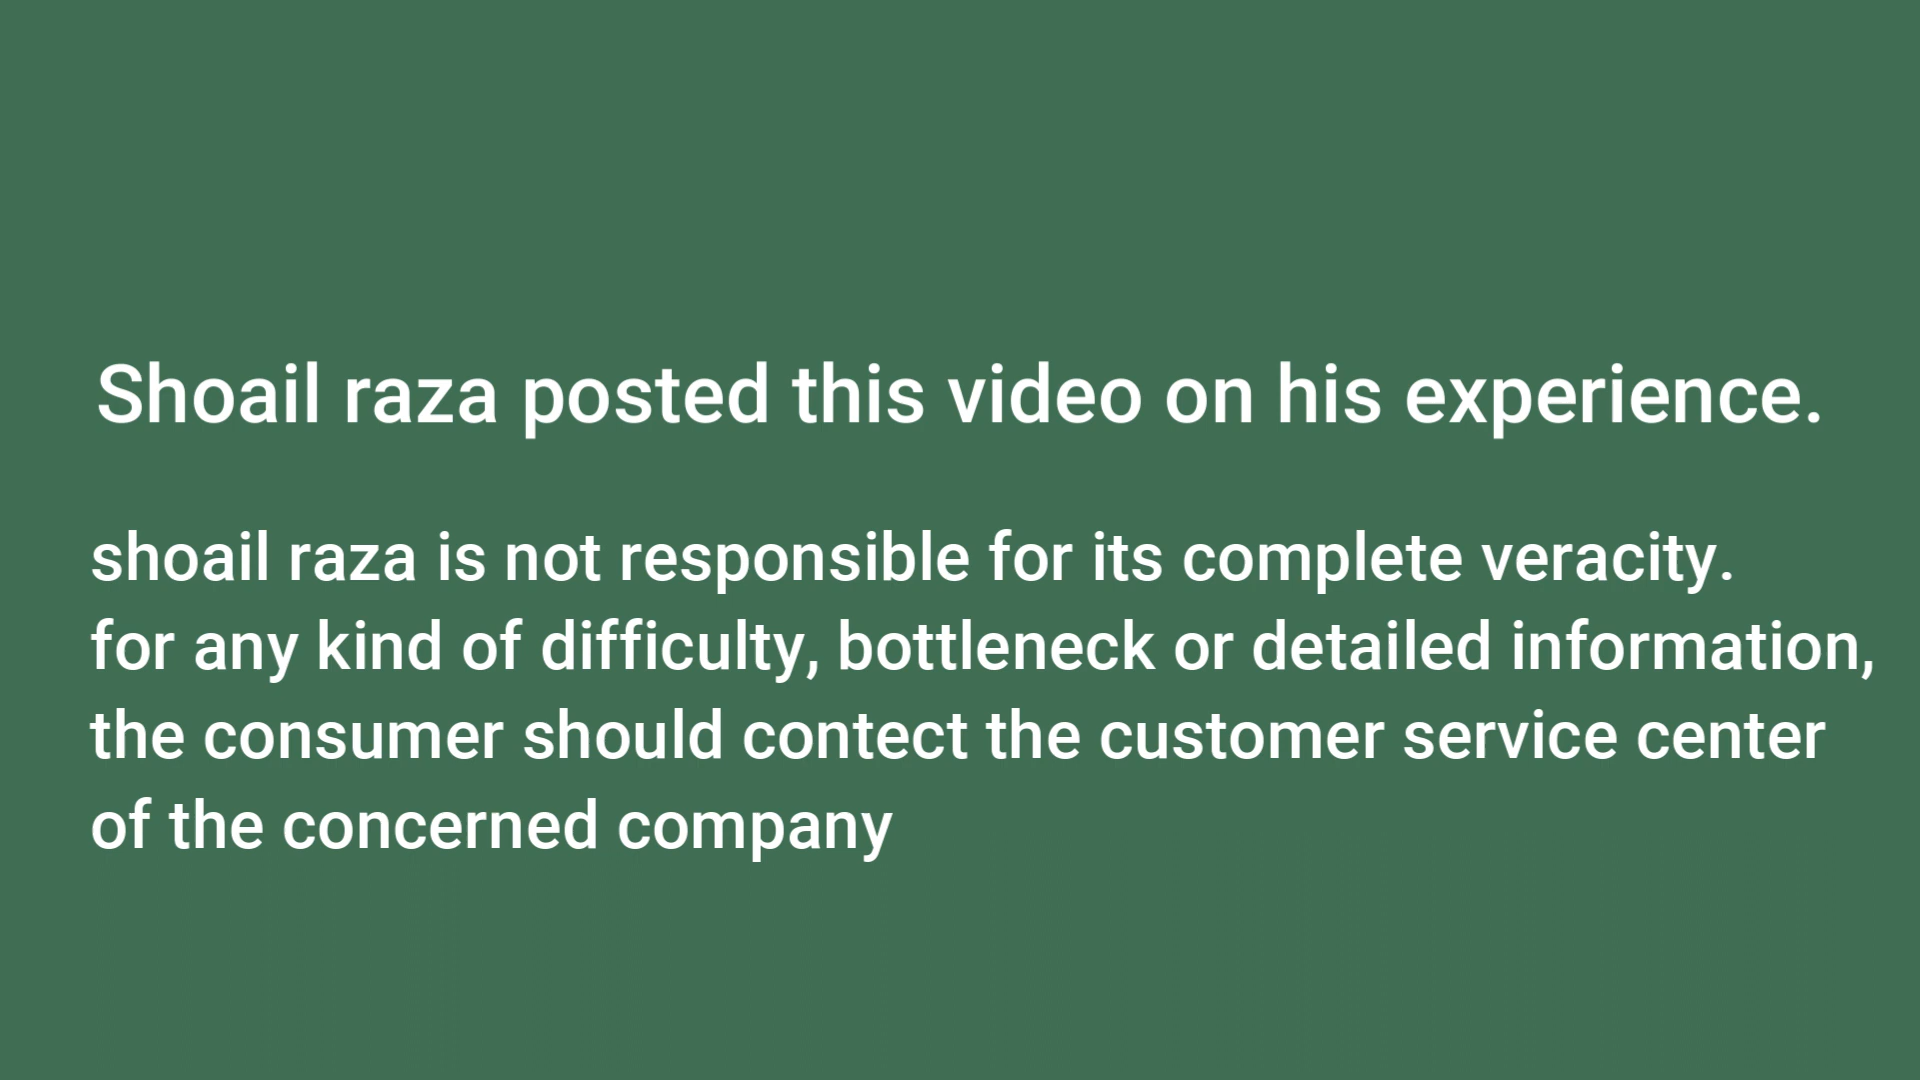 Shoail raza posted this video on his experience.
shoail raza is not responsible for its complete veracity.
for any kind of difficulty, bottleneck or detailed information,
the consumer should contect the customer service center
of the concerned company